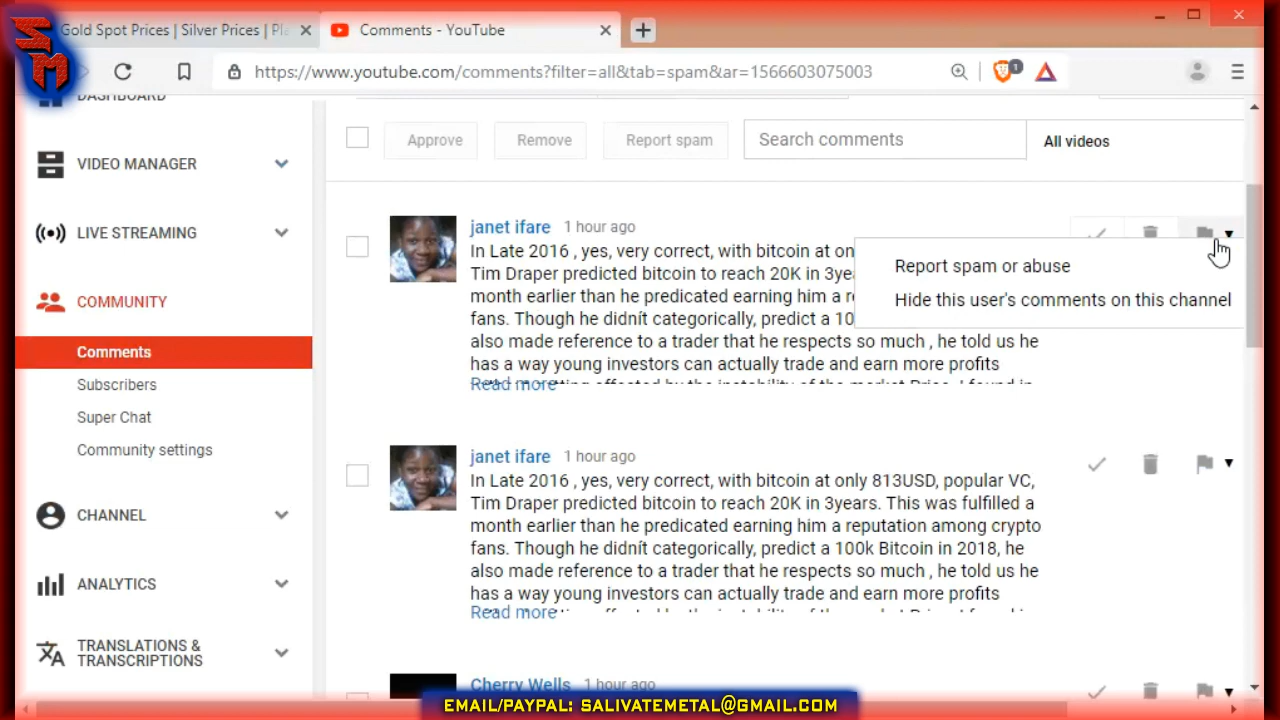 SM
Gold Spot Prices | Silver Prices | Pl
Comments - YouTube
https://www.youtube.com/comments?filter=all&tab=spam&ar=1566603075003
1
DASHBOARD
VIDEO MANAGER
LIVE STREAMING
COMMUNITY
Comments
Subscribers
Super Chat
Community settings
CHANNEL
ANALYTICS
TRANSLATIONS &
TRANSCRIPTIONS
Approve
Remove
Report spam
Search comments
All videos
janet ifare 1 hour ago
In Late 2016 , yes, very correct, with bitcoin at on
Tim Draper predicted bitcoin to reach 20K in 3ye
month earlier than he predicated earning him a r
fans. Though he didnít categorically, predict a 10
also made reference to a trader that he respects so much , he told us he
has a way young investors can actually trade and earn more profits
Read more
Report spam or abuse
Hide this user's comments on this channel
janet ifare 1 hour ago
In Late 2016 , yes, very correct, with bitcoin at only 813USD, popular VC,
Tim Draper predicted bitcoin to reach 20K in 3years. This was fulfilled a
month earlier than he predicated earning him a reputation among crypto
fans. Though he didnít categorically, predict a 100k Bitcoin in 2018, he
also made reference to a trader that he respects so much , he told us he
has a way young investors can actually trade and earn more profits
Read more
Cherry Wells 1 hour ago
EMAIL/PAYPAL: SALIVATEMETAL@GMAIL.COM